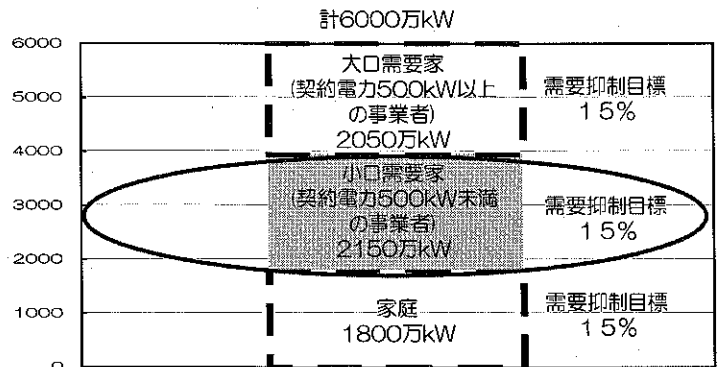 計6000万kW
6000
5000
4000
3000
2000
1000
0
大口需要家
(契約電力500kW以上
の事業者)
2050万kW
需要抑制目標
15%
小口需要家
(契約電力500kW未満
の事業者)
2150万kW
需要抑制目標
15%
家庭
1800万kW
需要抑制目標
15%